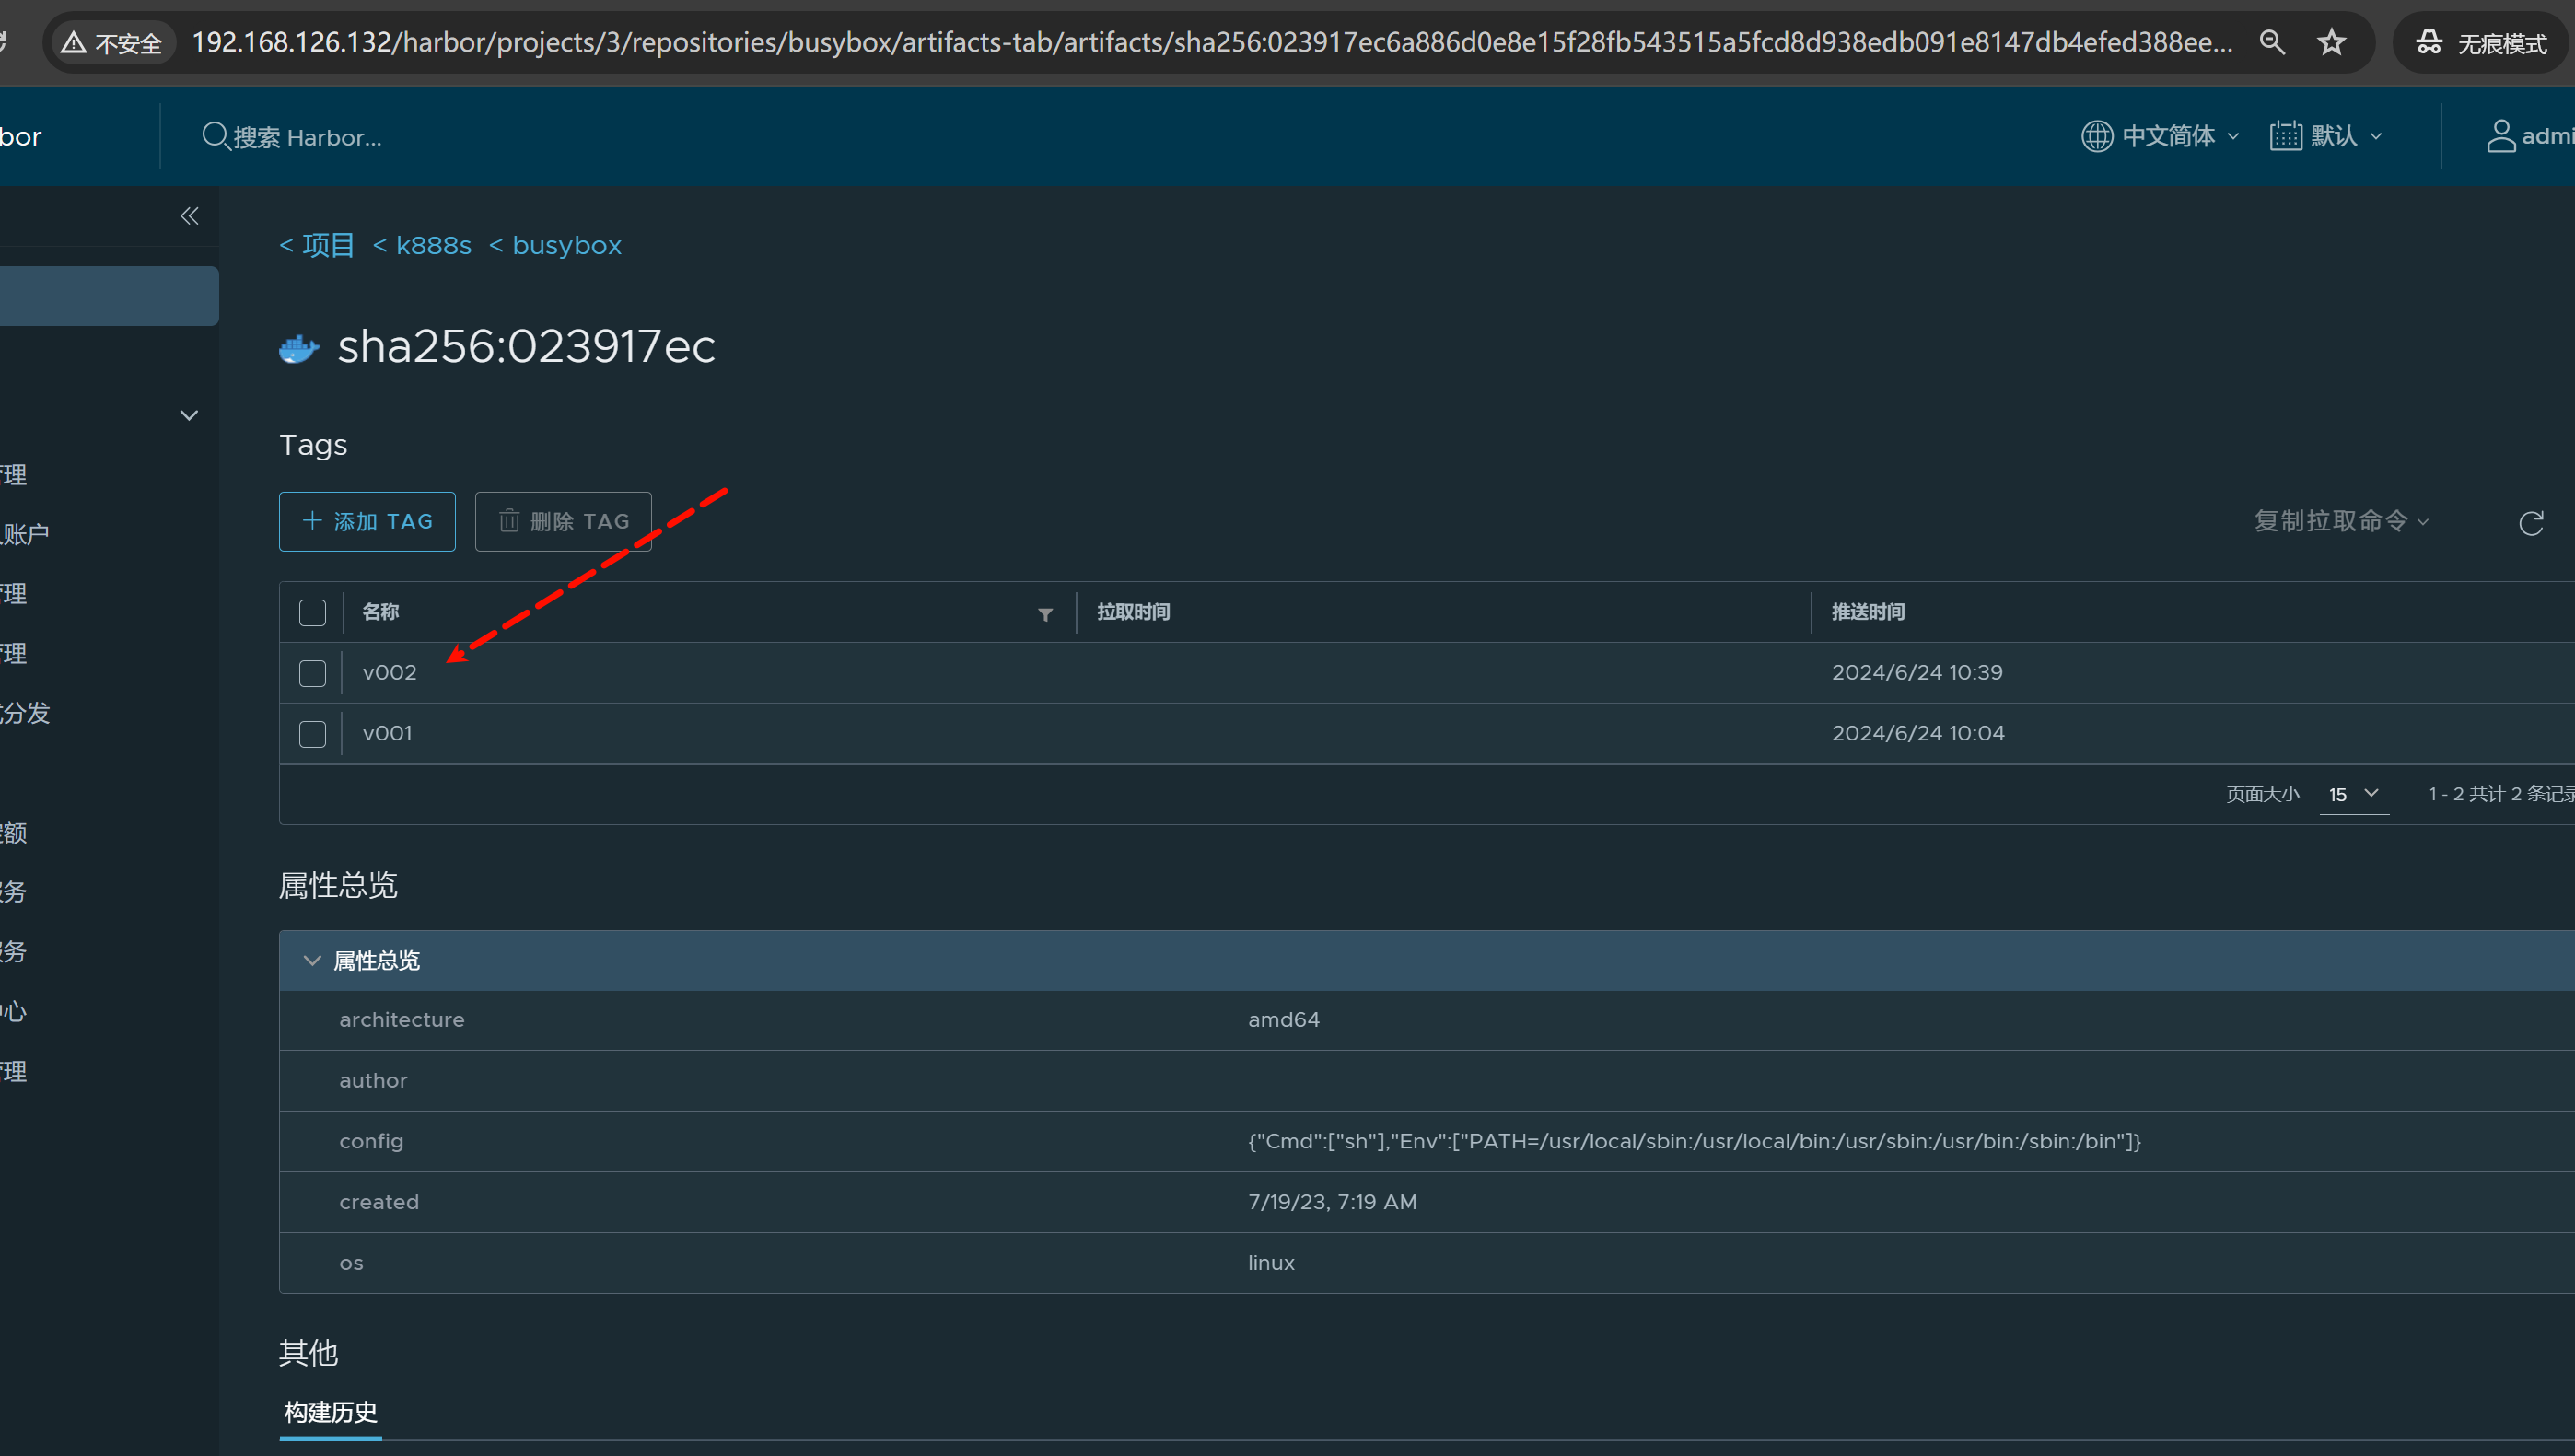 不安全 192.168.126.132/harbor/projects/3/repositories/busybox/artifacts-tab/artifacts/sha256:023917ec6a886d0e8e15f28fb543515a5fcd8d938edb091e8147db4efed388ee... 无痕模式
bor 搜索 Harbor... 中文简体 默认 admi
< 项目 < k888s < busybox
sha256:023917ec
Tags
理
账户
理
理
分发
额
务
务
心
理
添加 TAG 删除 TAG 复制拉取命令
名称 拉取时间 推送时间
v002 2024/6/24 10:39
v001 2024/6/24 10:04
页面大小 15 1 - 2 共计 2 条记录
属性总览
属性总览
architecture amd64
author
config {"Cmd":["sh"],"Env":["PATH=/usr/local/sbin:/usr/local/bin:/usr/sbin:/usr/bin:/sbin:/bin"]}
created 7/19/23, 7:19 AM
os linux
其他
构建历史